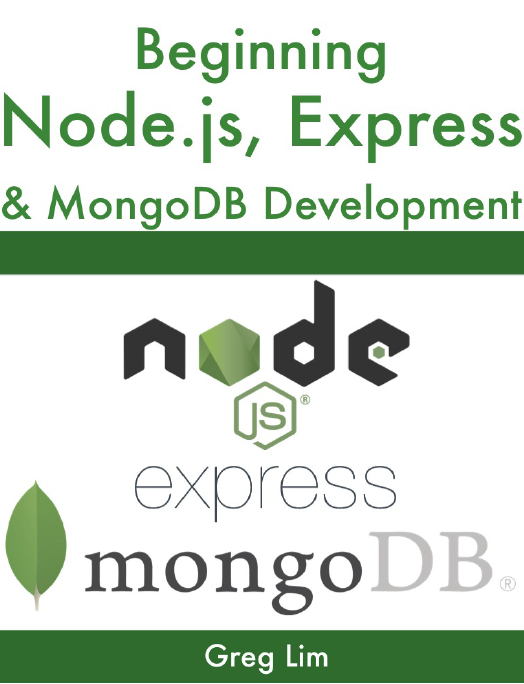 Beginning
Node.js, Express
& MongoDB Development
node
JS®
express
mongoDB®
Greg Lim